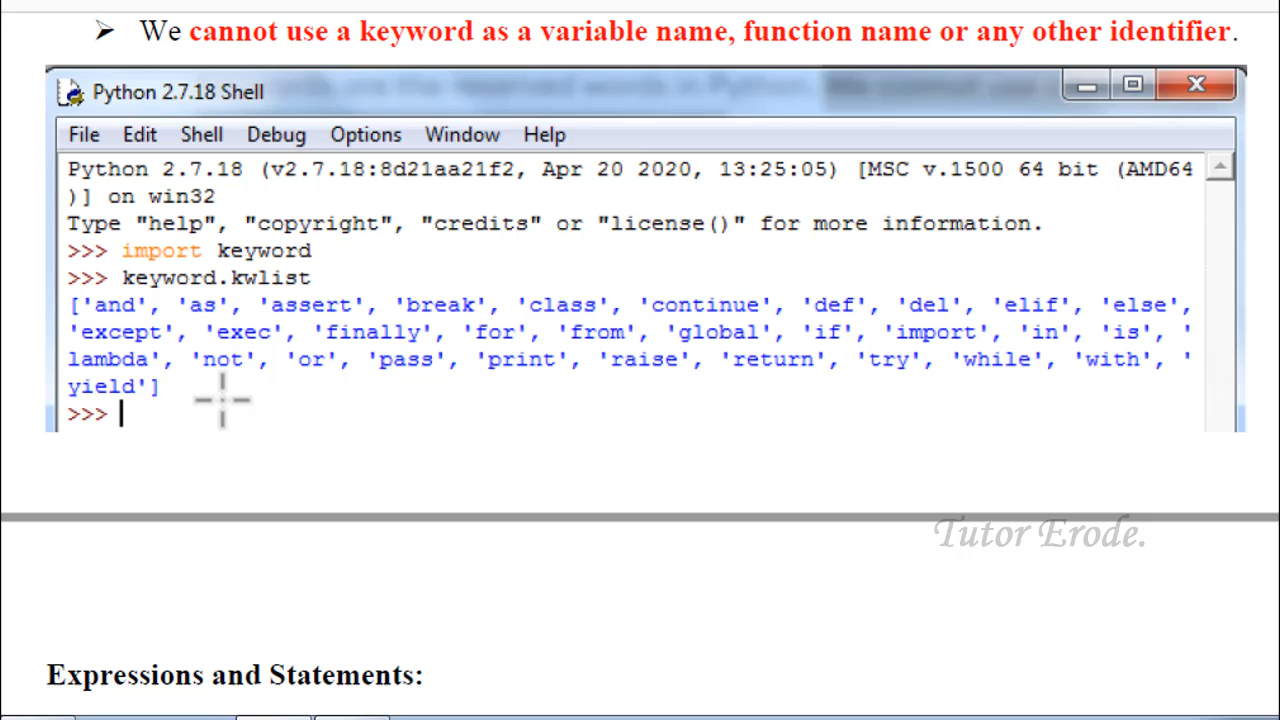 ➢ We cannot use a keyword as a variable name, function name or any other identifier.
Python 2.7.18 Shell
File Edit Shell Debug Options Window Help
Python 2.7.18 (v2.7.18:8d21aa21f2, Apr 20 2020, 13:25:05) [MSC v.1500 64 bit (AMD64
)] on win32
Type "help", "copyright", "credits" or "license()" for more information.
>>> import keyword
>>> keyword.kwlist
['and', 'as', 'assert', 'break', 'class', 'continue', 'def', 'del', 'elif', 'else',
'except', 'exec', 'finally', 'for', 'from', 'global', 'if', 'import', 'in', 'is', '
lambda', 'not', 'or', 'pass', 'print', 'raise', 'return', 'try', 'while', 'with', '
yield']
>>>
Tutor Erode.
Expressions and Statements: